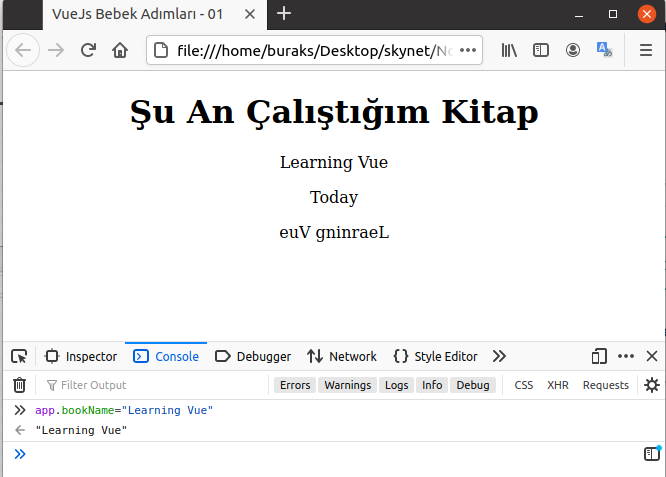 VueJs Bebek Adımları - 01
file:///home/buraks/Desktop/skynet/No
Şu An Çalıştığım Kitap
Learning Vue
Today
euV gninraeL
Inspector Console Debugger Network Style Editor
Filter Output Errors Warnings Logs Info Debug CSS XHR Requests
app.bookName="Learning Vue"
"Learning Vue"